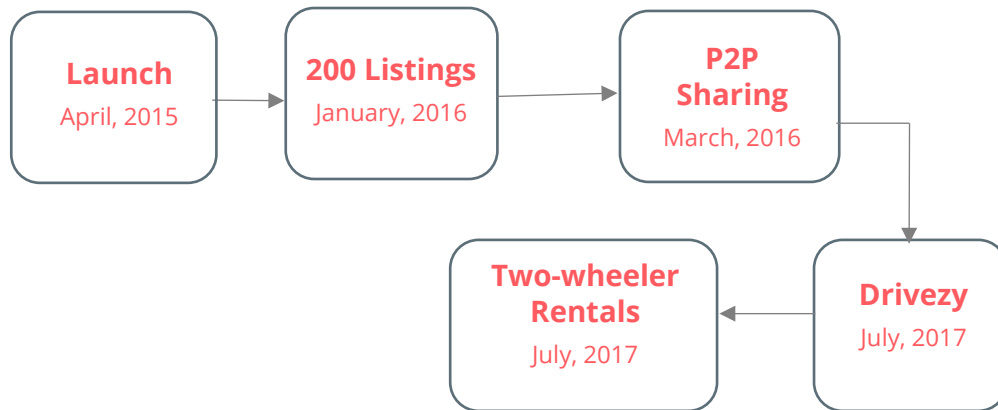 Launch
April, 2015
200 Listings
January, 2016
P2P
Sharing
March, 2016
Drivezy
July, 2017
Two-wheeler
Rentals
July, 2017